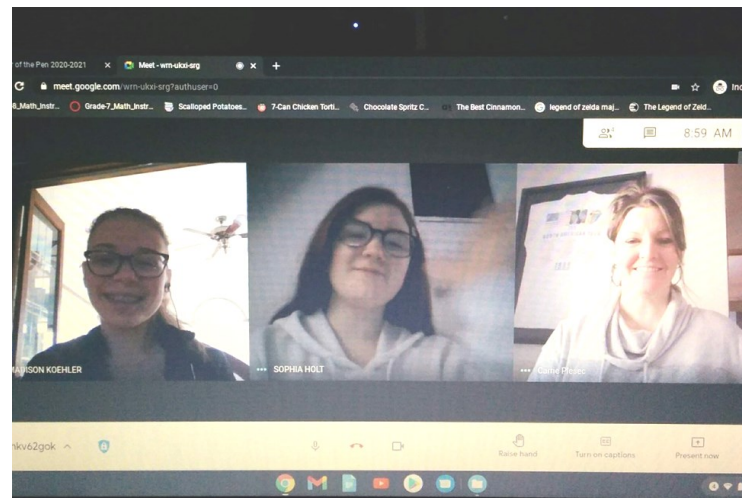 r of the Pen 2020-2021
Meet - wrn-ukxi-srg
meet.google.com/wrn-ukxi-srg?authuser=0
8_Math_Instr...
Grade-7_Math_Instr...
Scalloped Potatoes...
7-Can Chicken Torti...
Chocolate Spritz C...
The Best Cinnamon...
legend of zelda maj...
The Legend of Zeld...
8:59 AM
MADISON KOEHLER
SOPHIA HOLT
nkv62gok
Raise hand
Turn on captions
Present now